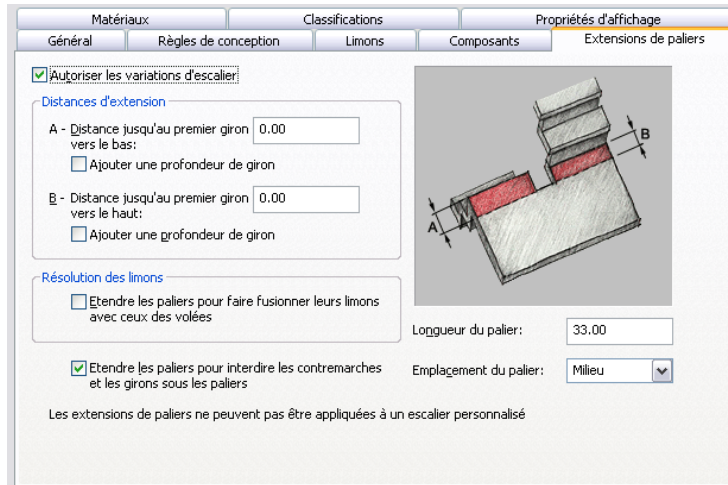 Matériaux
Classifications
Propriétés d'affichage
Général
Règles de conception
Limons
Composants
Extensions de paliers
Autoriser les variations d'escalier
Distances d'extension
A - Distance jusqu'au premier giron
vers le bas:
0.00
Ajouter une profondeur de giron
B - Distance jusqu'au premier giron
vers le haut:
0.00
Ajouter une profondeur de giron
Résolution des limons
Etendre les paliers pour faire fusionner leurs limons
avec ceux des volées
Etendre les paliers pour interdire les contremarches
et les girons sous les paliers
A
B
Longueur du palier:
33.00
Emplacement du palier:
Milieu
Les extensions de paliers ne peuvent pas être appliquées à un escalier personnalisé